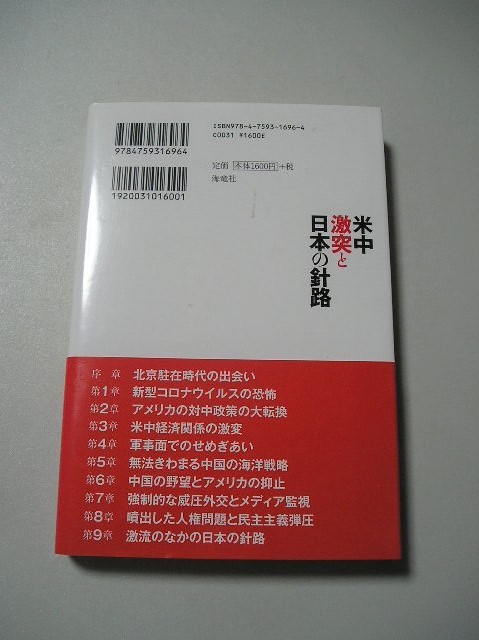 ISBN978-4-7593-1696-4
C0031 ¥1600E
9784759316964
定価 本体1600円+税
海竜社
1920031016001
米中
激突と
日本の針路
序 章 北京駐在時代の出会い
第1章 新型コロナウイルスの恐怖
第2章 アメリカの対中政策の大転換
第3章 米中経済関係の激変
第4章 軍事面でのせめぎあい
第5章 無法きわまる中国の海洋戦略
第6章 中国の野望とアメリカの抑止
第7章 強制的な威圧外交とメディア監視
第8章 噴出した人権問題と民主主義弾圧
第9章 激流のなかの日本の針路